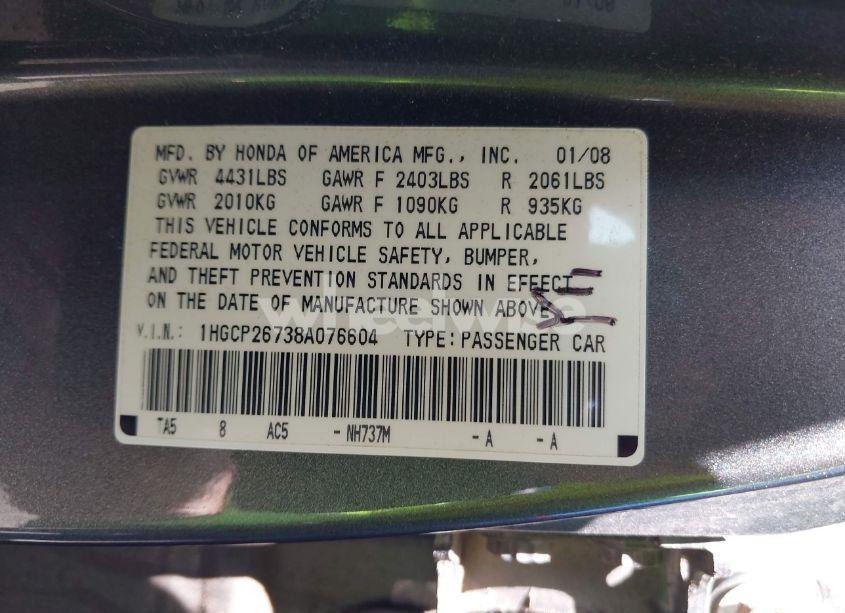 MFD. BY HONDA OF AMERICA MFG., INC. 01/08
GVWR 4431LBS GAWR F 2403LBS R 2061LBS
GVWR 2010KG GAWR F 1090KG R 935KG
THIS VEHICLE CONFORMS TO ALL APPLICABLE
FEDERAL MOTOR VEHICLE SAFETY, BUMPER,
AND THEFT PREVENTION STANDARDS IN EFFECT
ON THE DATE OF MANUFACTURE SHOWN ABOVE
wheelwise
V.I.N.: 1HGCP26738A076604 TYPE:PASSENGER CAR
TA5 8 AC5 -NH737M -A -A